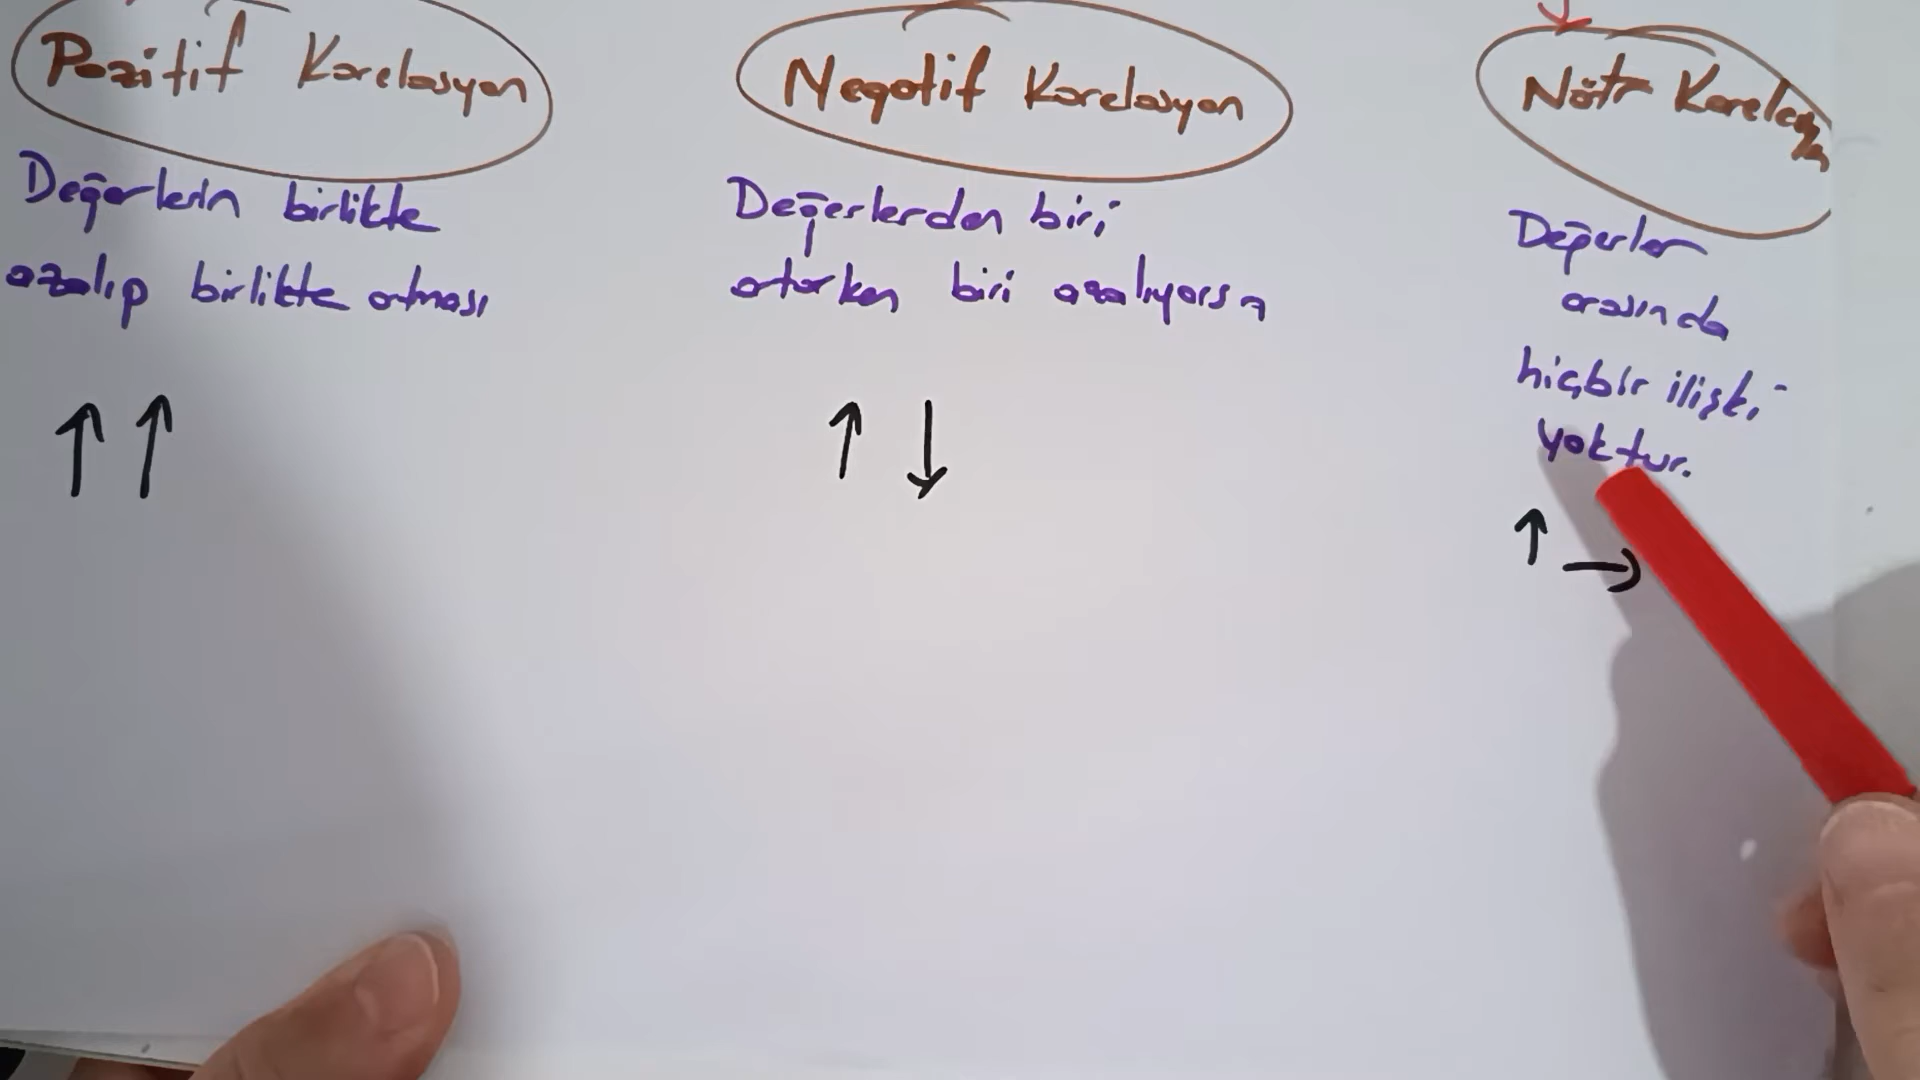 Pozitif Korelasyon
Değerlerin birlikte
azalıp birlikte artması
Negatif Korelasyon
Değerlerden biri
artarken biri azalıyorsa
Nötr Korelasyon
Değerler
arasında
hiçbir ilişki
yoktur.